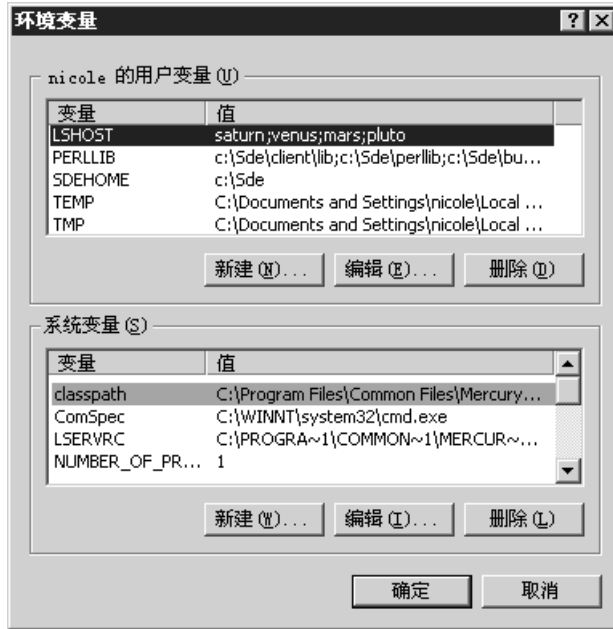 环境变量
nicole 的用户变量(U)
变量 值
LSHOST saturn;venus;mars;pluto
PERLLIB c:\Sde\client\lib;c:\Sde\perllib;c:\Sde\bu...
SDEHOME c:\Sde
TEMP C:\Documents and Settings\nicole\Local ...
TMP C:\Documents and Settings\nicole\Local ...
新建(N)... 编辑(E)... 删除(D)
系统变量(S)
变量 值
classpath C:\Program Files\Common Files\Mercury...
ComSpec C:\WINNT\system32\cmd.exe
LSERVRC C:\PROGRA~1\COMMON~1\MERCUR~...
NUMBER_OF_PR... 1
新建(W)... 编辑(I)... 删除(L)
确定 取消